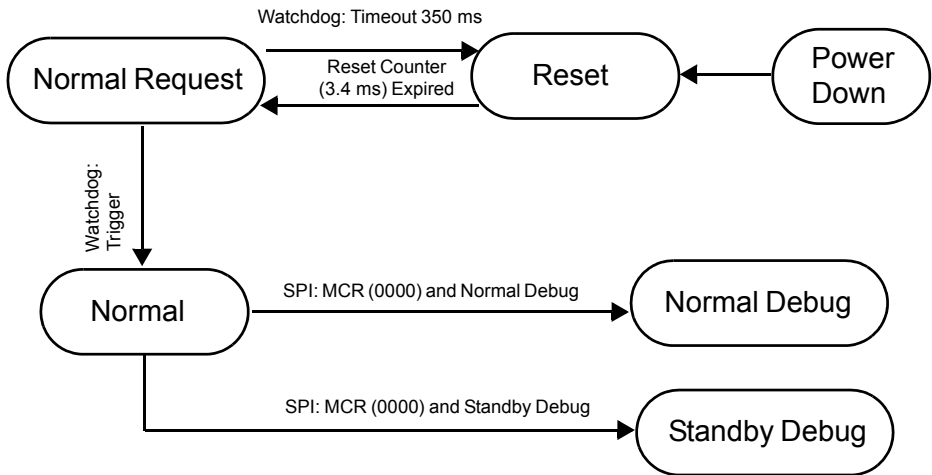 Watchdog: Timeout 350 ms
Normal Request
Reset Counter
(3.4 ms) Expired
Reset
Power
Down
Watchdog:
Trigger
Normal
SPI: MCR (0000) and Normal Debug
Normal Debug
SPI: MCR (0000) and Standby Debug
Standby Debug